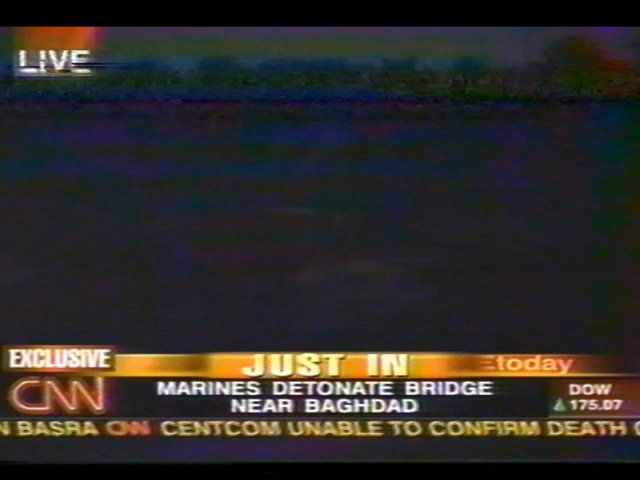 LIVE
EXCLUSIVE
JUST IN
today
CNN
MARINES DETONATE BRIDGE
NEAR BAGHDAD
DOW
▲ 175.07
N BASRA CNN CENTCOM UNABLE TO CONFIRM DEATH